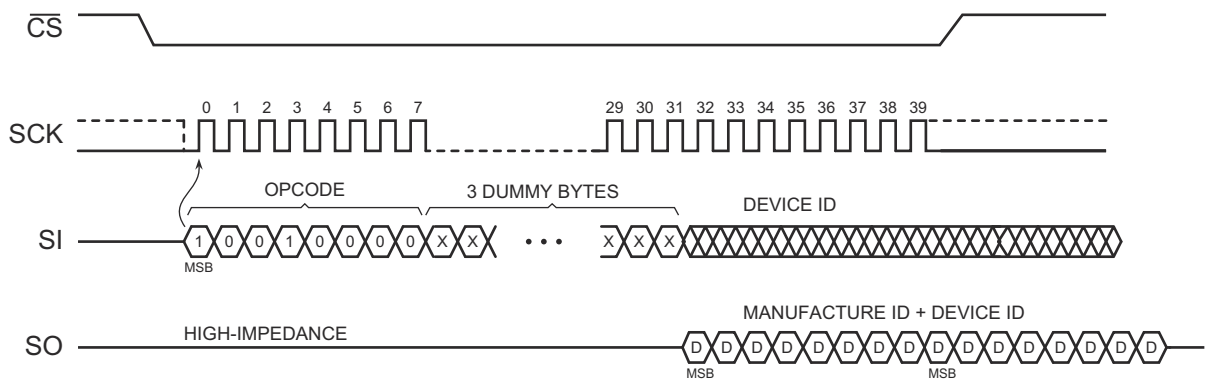 CS
0 1 2 3 4 5 6 7 29 30 31 32 33 34 35 36 37 38 39
SCK
OPCODE 3 DUMMY BYTES DEVICE ID
SI 1 0 0 1 0 0 0 0 X X • • • X X X
MSB
HIGH-IMPEDANCE MANUFACTURE ID + DEVICE ID
SO D D D D D D D D D D D D D D D D
MSB MSB